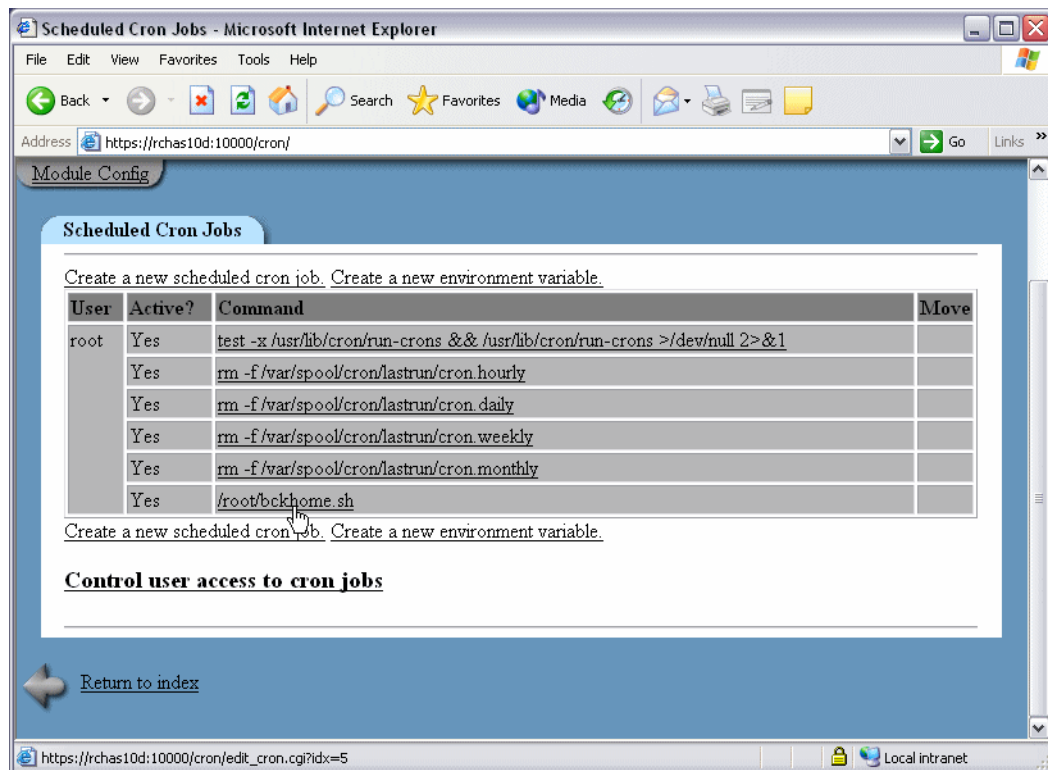 Scheduled Cron Jobs - Microsoft Internet Explorer
File Edit View Favorites Tools Help
Back Search Favorites Media
Address https://rchas10d:10000/cron/ Go Links »
Module Config
Scheduled Cron Jobs
Create a new scheduled cron job. Create a new environment variable.
User Active? Command Move
root Yes test -x /usr/lib/cron/run-crons && /usr/lib/cron/run-crons >/dev/null 2>&1
Yes rm -f /var/spool/cron/lastrun/cron.hourly
Yes rm -f /var/spool/cron/lastrun/cron.daily
Yes rm -f /var/spool/cron/lastrun/cron.weekly
Yes rm -f /var/spool/cron/lastrun/cron.monthly
Yes /root/bckhome.sh
Create a new scheduled cron job. Create a new environment variable.
Control user access to cron jobs
Return to index
https://rchas10d:10000/cron/edit_cron.cgi?idx=5 Local intranet